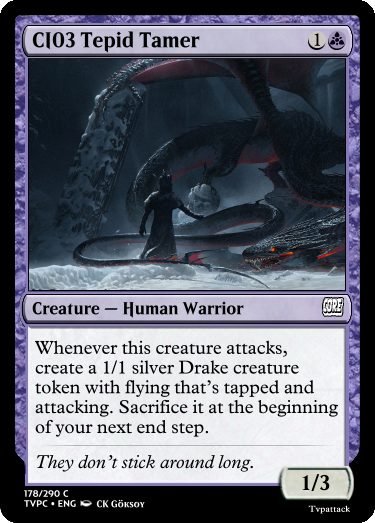 CI03 Tepid Tamer
1
Creature — Human Warrior
CORE
Whenever this creature attacks,
create a 1/1 silver Drake creature
token with flying that's tapped and
attacking. Sacrifice it at the beginning
of your next end step.
They don't stick around long.
1/3
178/290 C
TVPC • ENG CK Göksoy
Tvpattack